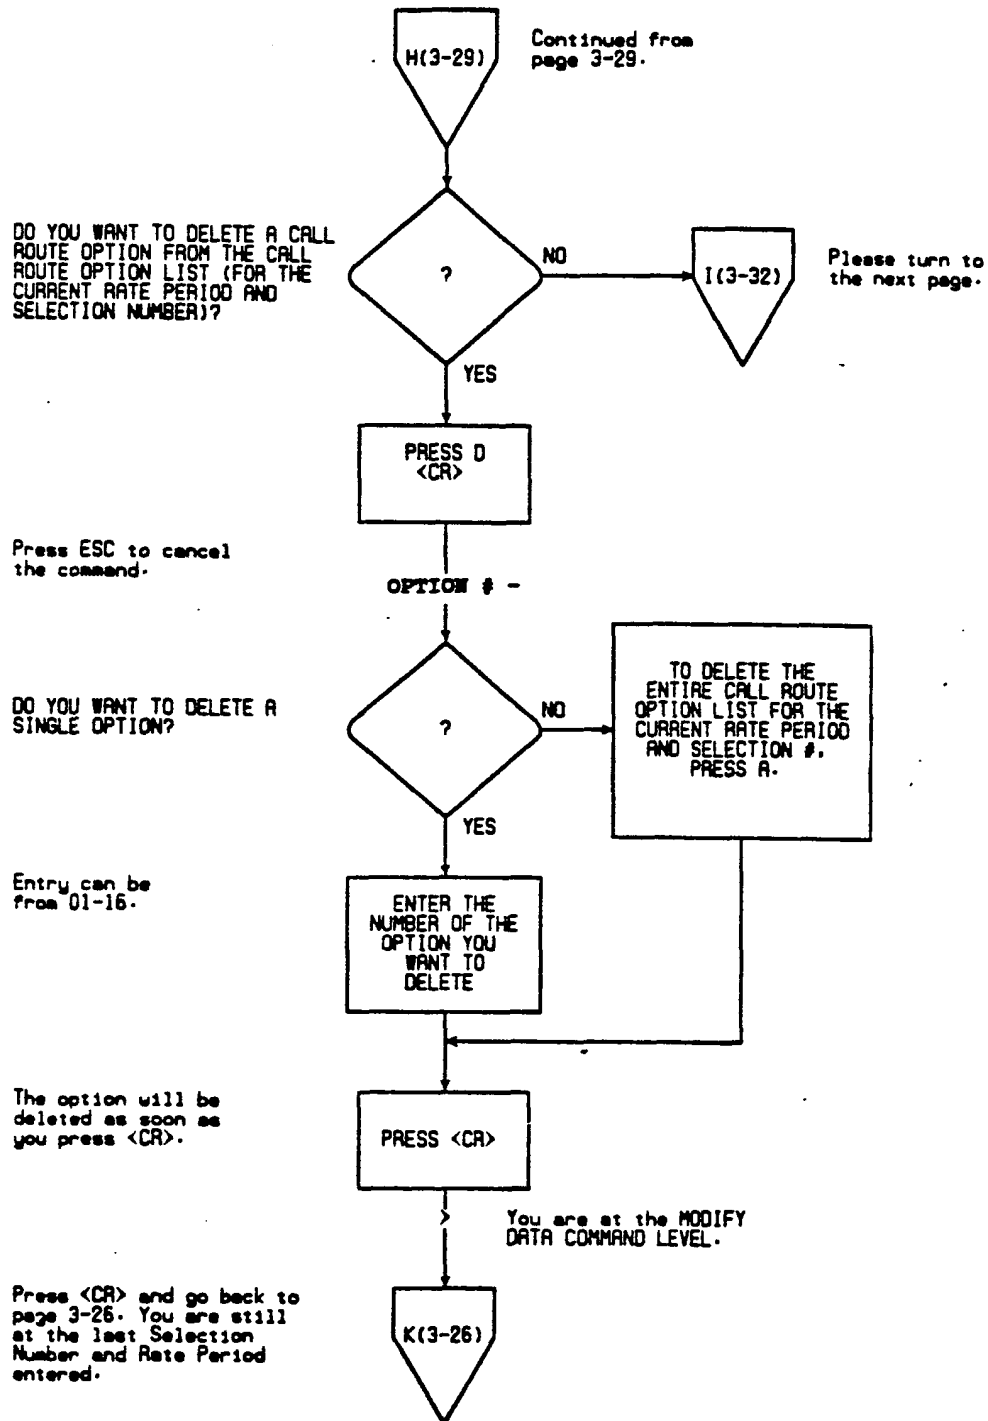 H(3-29)
Continued from
page 3-29.
DO YOU WANT TO DELETE A CALL
ROUTE OPTION FROM THE CALL
ROUTE OPTION LIST (FOR THE
CURRENT RATE PERIOD AND
SELECTION NUMBER)?
?
NO
I(3-32)
Please turn to
the next page.
YES
PRESS D
<CR>
Press ESC to cancel
the command.
OPTION # -
DO YOU WANT TO DELETE A
SINGLE OPTION?
?
NO
TO DELETE THE
ENTIRE CALL ROUTE
OPTION LIST FOR THE
CURRENT RATE PERIOD
AND SELECTION #,
PRESS A.
YES
Entry can be
from 01-16.
ENTER THE
NUMBER OF THE
OPTION YOU
WANT TO
DELETE
The option will be
deleted as soon as
you press <CR>.
PRESS <CR>
>
You are at the MODIFY
DATA COMMAND LEVEL.
Press <CR> and go back to
page 3-26. You are still
at the last Selection
Number and Rate Period
entered.
K(3-26)